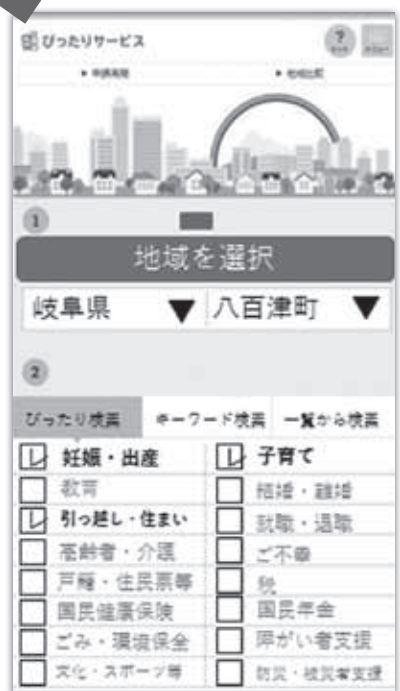 ぴったりサービス
?
地域比較
1
地域を選択
岐阜県 ▼ 八百津町 ▼
2
ぴったり検索 キーワード検索 一覧から検索
妊娠・出産 子育て
教育 結婚・離婚
引っ越し・住まい 就職・退職
高齢者・介護 ご不幸
戸籍・住民票等 税
国民健康保険 国民年金
ごみ・環境保全 障がい者支援
文化・スポーツ等 防災・被災者支援